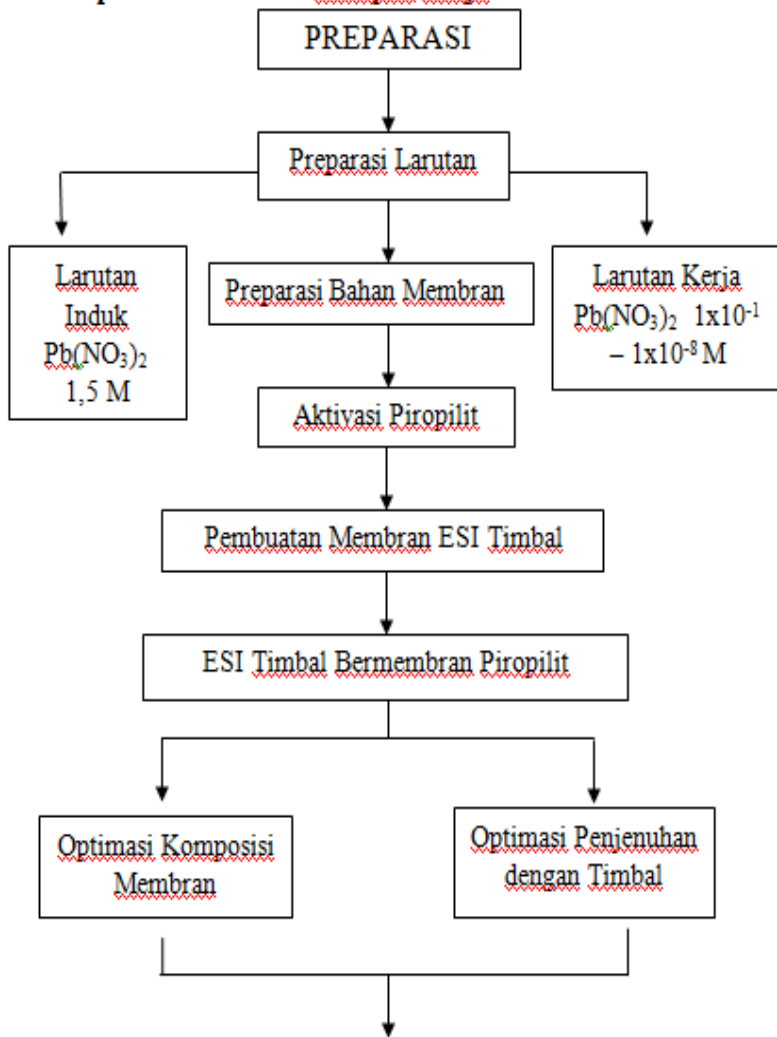 PREPARASI
Preparasi Larutan
Larutan
Induk
Pb(NO₃)₂
1,5 M
Preparasi Bahan Membran
Larutan Kerja
Pb(NO₃)₂ 1x10⁻¹
– 1x10⁻⁸ M
Aktivasi Piropilit
Pembuatan Membran ESI Timbal
ESI Timbal Bermembran Piropilit
Optimasi Komposisi
Membran
Optimasi Penjenuhan
dengan Timbal